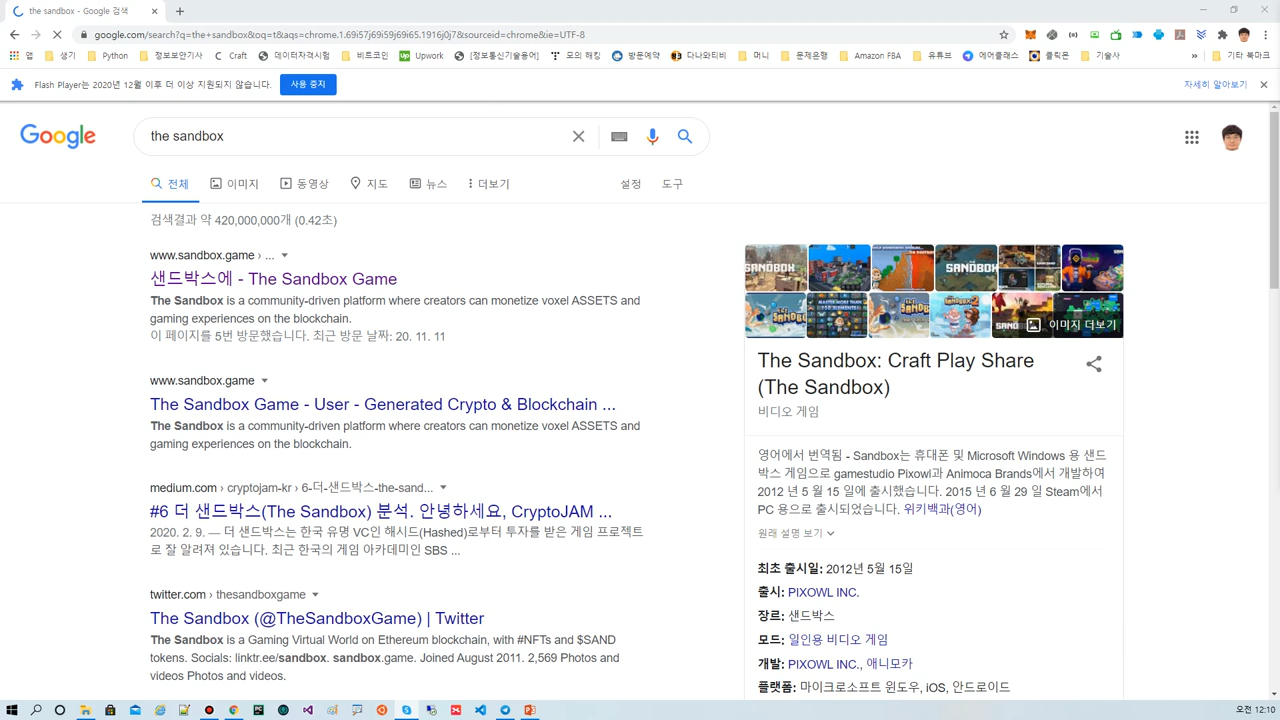 the sandbox - Google 검색
google.com/search?q=the+sandbox&oq=t&aqs=chrome.1.69i57j69i59j69i65.1916j0j7&sourceid=chrome&ie=UTF-8
앱 생기 Python 정보보안기사 Craft 데이터자격시험 비트코인 Upwork [정보통신기술용어] 모의 해킹 방문예약 다나와비티 머니 문제은행 Amazon FBA 유튜브 에어클래스 클릭몬 기술사 » 기타 북마크
Flash Player는 2020년 12월 이후 더 이상 지원되지 않습니다. 사용 중지 자세히 알아보기
Google the sandbox
전체 이미지 동영상 지도 뉴스 더보기 설정 도구
검색결과 약 420,000,000개 (0.42초)
www.sandbox.game › ...
샌드박스에 - The Sandbox Game
The Sandbox is a community-driven platform where creators can monetize voxel ASSETS and
gaming experiences on the blockchain.
이 페이지를 5번 방문했습니다. 최근 방문 날짜: 20. 11. 11
www.sandbox.game
The Sandbox Game - User - Generated Crypto & Blockchain ...
The Sandbox is a community-driven platform where creators can monetize voxel ASSETS and
gaming experiences on the blockchain.
medium.com › cryptojam-kr › 6-더-샌드박스-the-sand...
#6 더 샌드박스(The Sandbox) 분석. 안녕하세요, CryptoJAM ...
2020. 2. 9. — 더 샌드박스는 한국 유명 VC인 해시드(Hashed)로부터 투자를 받은 게임 프로젝트
로 잘 알려져 있습니다. 최근 한국의 게임 아카데미인 SBS ...
twitter.com › thesandboxgame
The Sandbox (@TheSandboxGame) | Twitter
The Sandbox is a Gaming Virtual World on Ethereum blockchain, with #NFTs and $SAND
tokens. Socials: linktr.ee/sandbox. sandbox.game. Joined August 2011. 2,569 Photos and
videos Photos and videos.
SANDBOX
SANDBOX
이미지 더보기
The Sandbox: Craft Play Share
(The Sandbox)
비디오 게임
영어에서 번역됨 - Sandbox는 휴대폰 및 Microsoft Windows 용 샌드
박스 게임으로 gamestudio Pixowl과 Animoca Brands에서 개발하여
2012 년 5 월 15 일에 출시했습니다. 2015 년 6 월 29 일 Steam에서
PC 용으로 출시되었습니다. 위키백과(영어)
원래 설명 보기
최초 출시일: 2012년 5월 15일
출시: PIXOWL INC.
장르: 샌드박스
모드: 일인용 비디오 게임
개발: PIXOWL INC., 애니모카
플랫폼: 마이크로소프트 윈도우, iOS, 안드로이드
오전 12:10